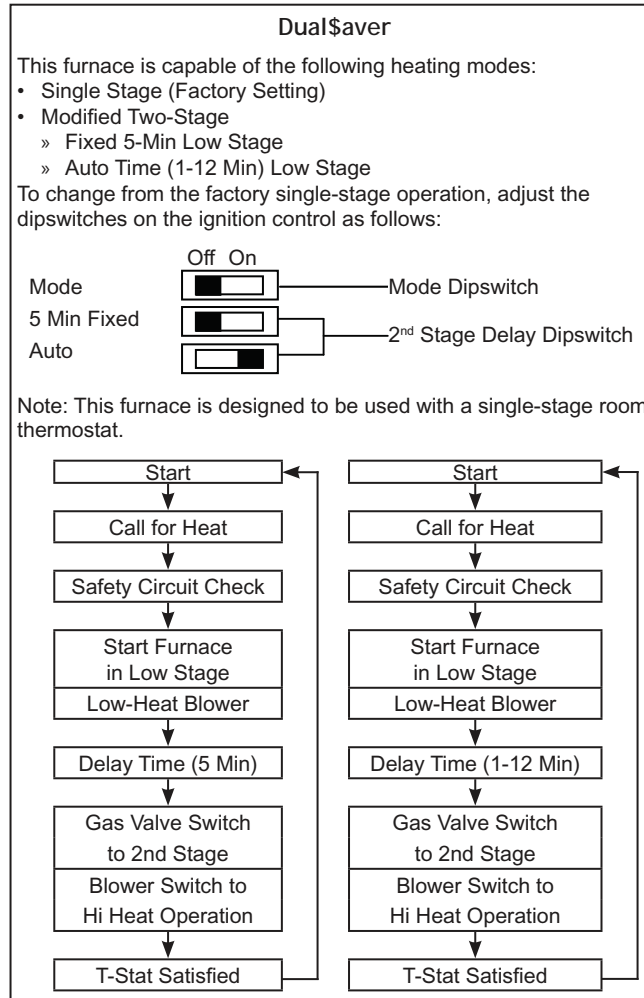 Dual$aver
This furnace is capable of the following heating modes:
• Single Stage (Factory Setting)
• Modified Two-Stage
» Fixed 5-Min Low Stage
» Auto Time (1-12 Min) Low Stage
To change from the factory single-stage operation, adjust the
dipswitches on the ignition control as follows:
Off On
Mode Mode Dipswitch
5 Min Fixed
2nd Stage Delay Dipswitch
Auto
Note: This furnace is designed to be used with a single-stage room
thermostat.
Start
Call for Heat
Safety Circuit Check
Start Furnace
in Low Stage
Low-Heat Blower
Delay Time (5 Min)
Gas Valve Switch
to 2nd Stage
Blower Switch to
Hi Heat Operation
T-Stat Satisfied
Start
Call for Heat
Safety Circuit Check
Start Furnace
in Low Stage
Low-Heat Blower
Delay Time (1-12 Min)
Gas Valve Switch
to 2nd Stage
Blower Switch to
Hi Heat Operation
T-Stat Satisfied